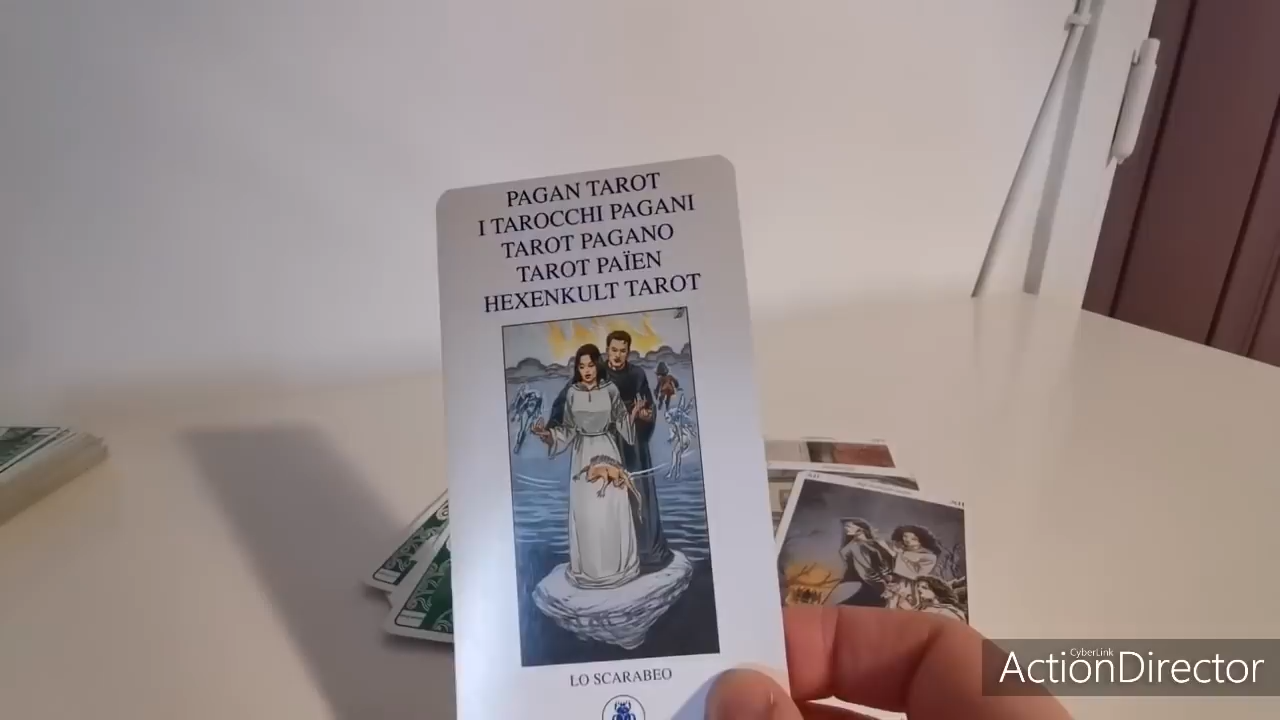 PAGAN TAROT
I TAROCCHI PAGANI
TAROT PAGANO
TAROT PAÏEN
HEXENKULT TAROT
LO SCARABEO
CyberLink
ActionDirector